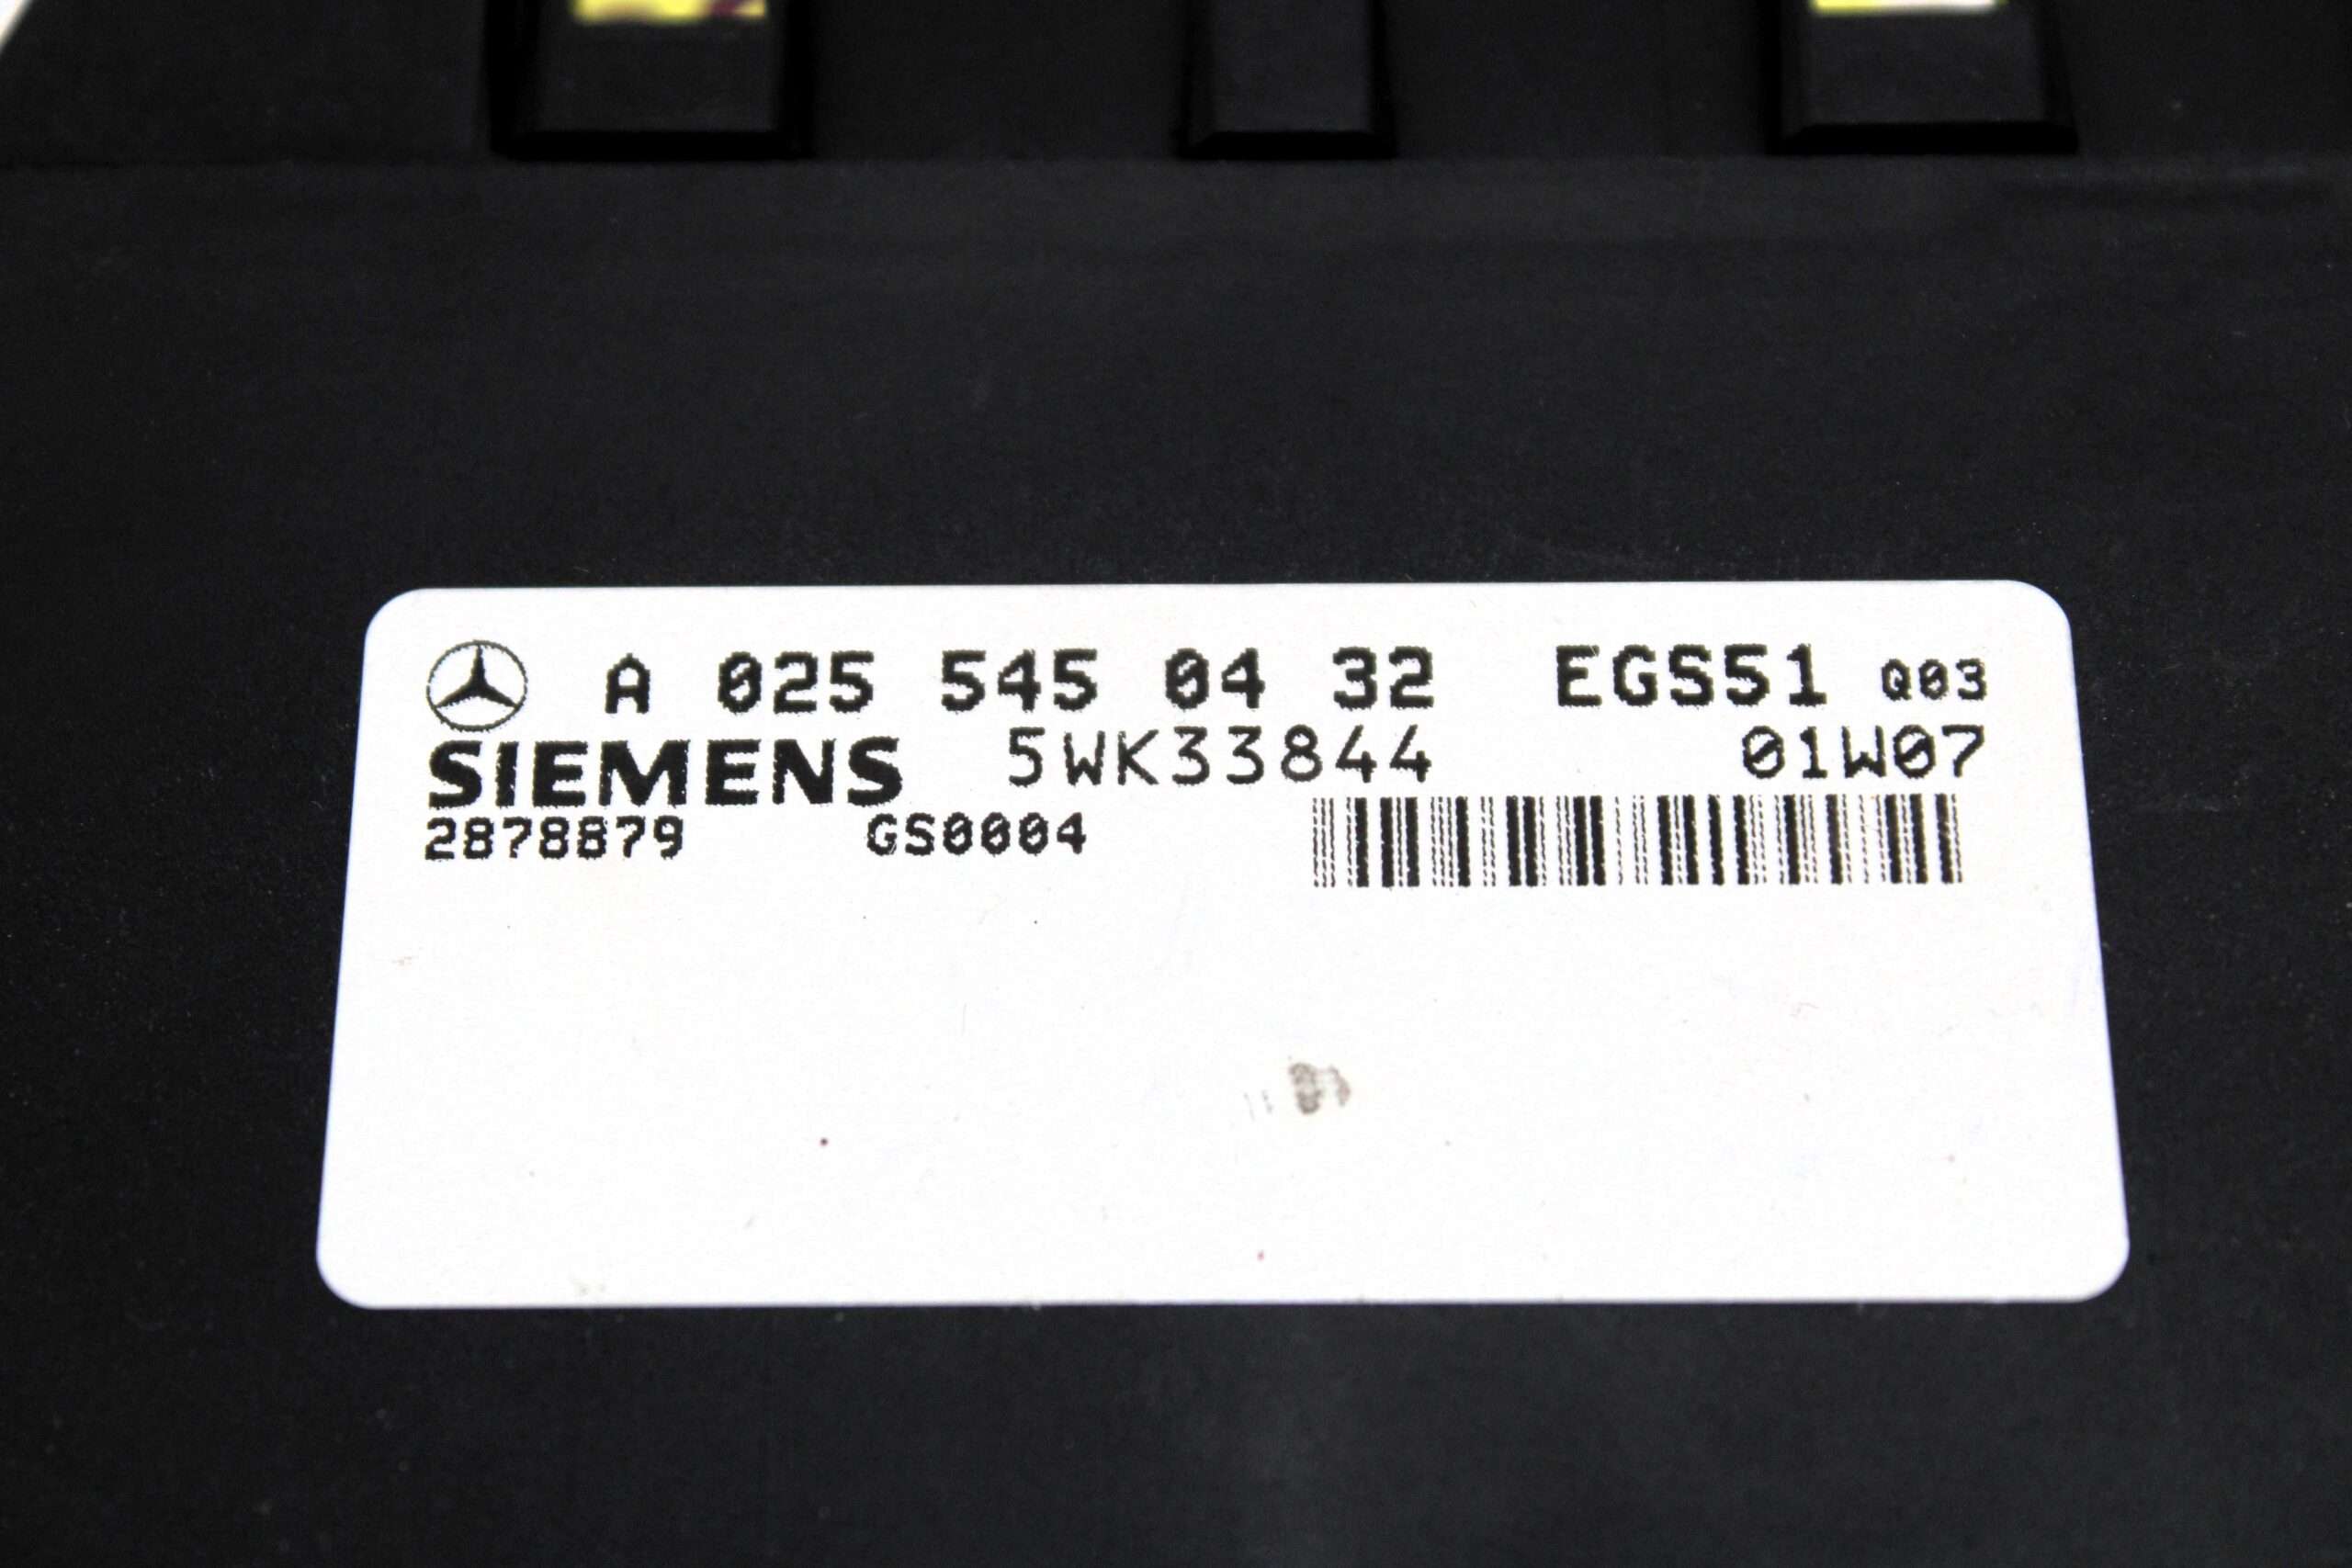 A 025 545 04 32 EGS51 Q03
SIEMENS 5WK33844 01W07
2878879 GS0004